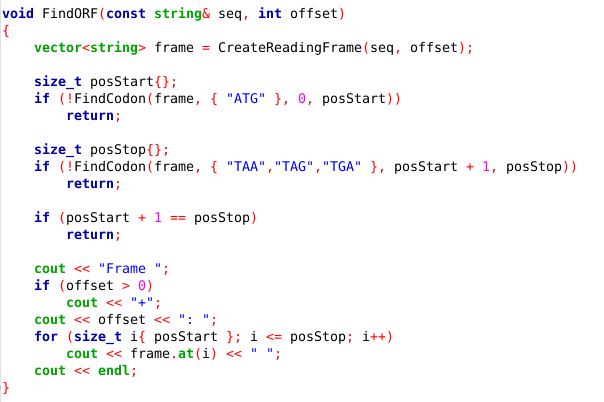 void FindORF(const string& seq, int offset)
{
    vector<string> frame = CreateReadingFrame(seq, offset);

    size_t posStart{};
    if (!FindCodon(frame, { "ATG" }, 0, posStart))
        return;

    size_t posStop{};
    if (!FindCodon(frame, { "TAA","TAG","TGA" }, posStart + 1, posStop))
        return;

    if (posStart + 1 == posStop)
        return;

    cout << "Frame ";
    if (offset > 0)
        cout << "+";
    cout << offset << ": ";
    for (size_t i{ posStart }; i <= posStop; i++)
        cout << frame.at(i) << " ";
    cout << endl;
}